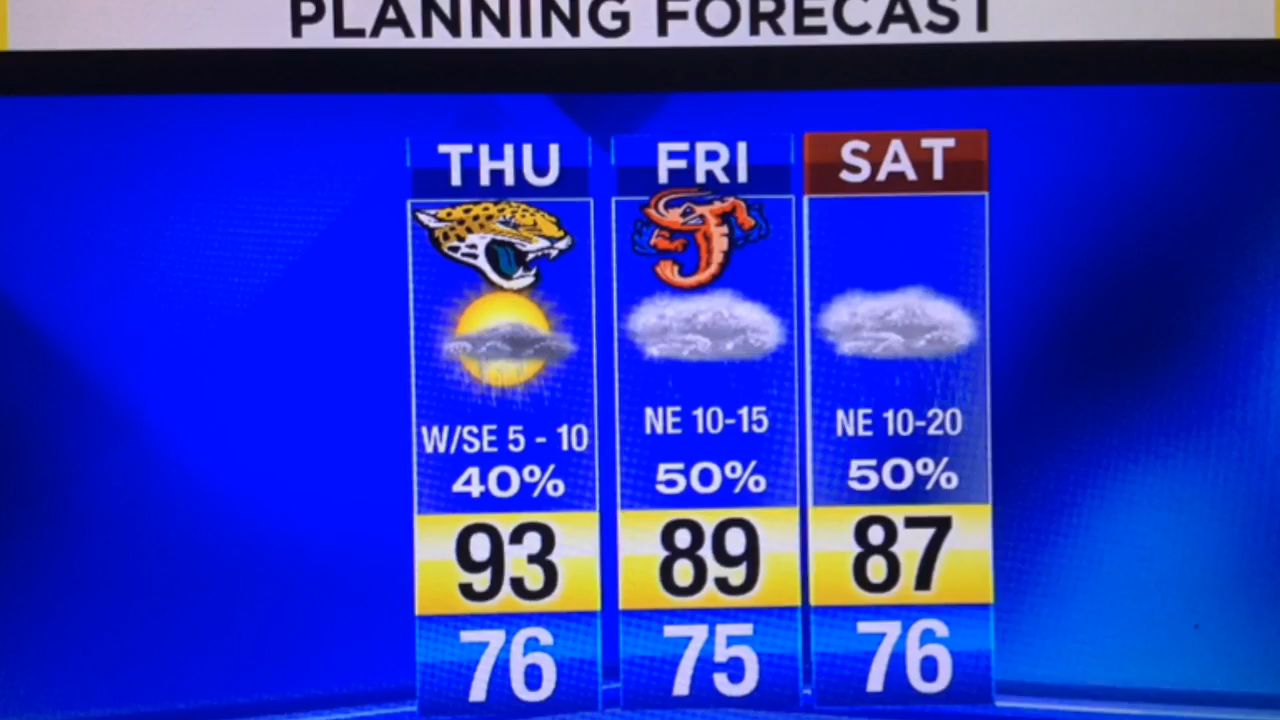 PLANNING FORECAST
THU FRI SAT
W/SE 5 - 10 NE 10-15 NE 10-20
40% 50% 50%
93 89 87
76 75 76